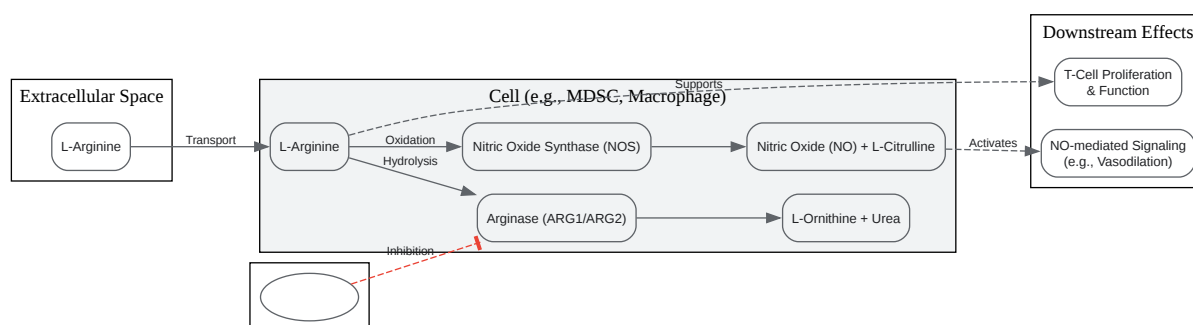 Downstream Effects
T-Cell Proliferation
& Function
Supports
Extracellular Space
Cell (e.g., MDSC, Macrophage)
L-Arginine
Transport
L-Arginine
Oxidation
Nitric Oxide Synthase (NOS)
Nitric Oxide (NO) + L-Citrulline
Activates
NO-mediated Signaling
(e.g., Vasodilation)
Hydrolysis
Arginase (ARG1/ARG2)
L-Ornithine + Urea
Inhibition